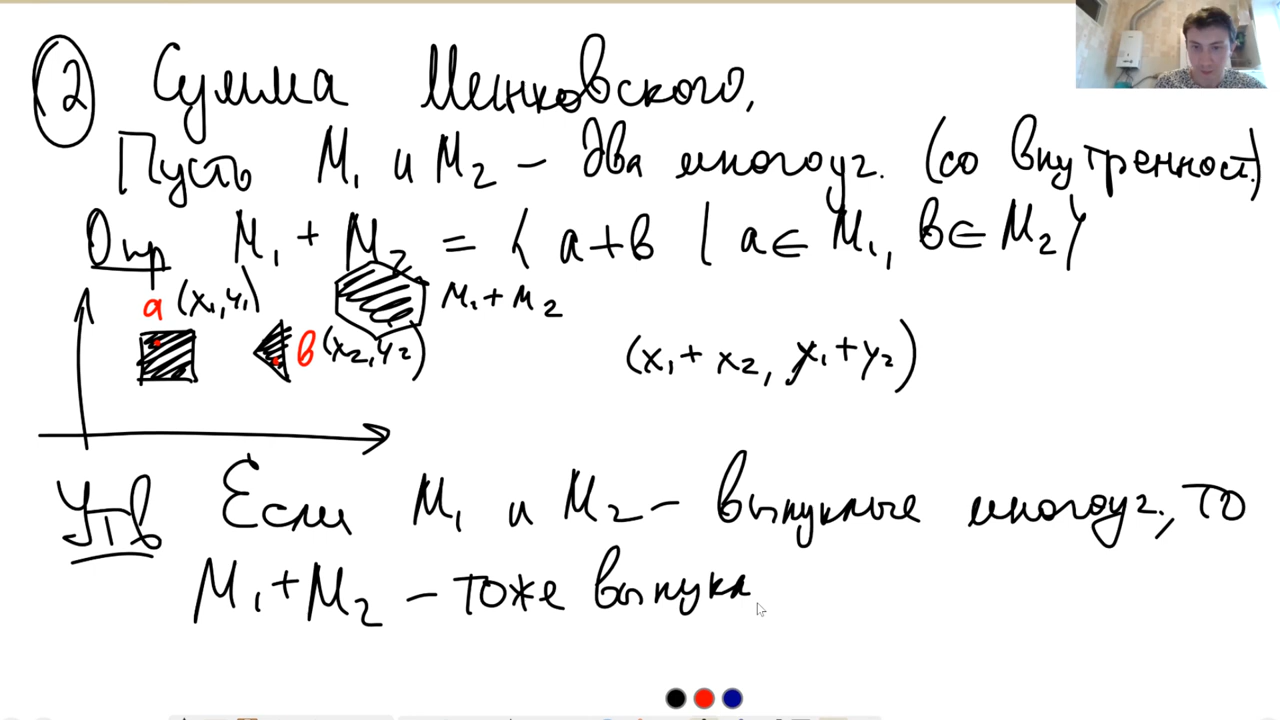 2 Сумма Минковского.
Пусть M₁ и M₂ – два многоуг. (со внутренност.)
Опр M₁ + M₂ = { a+b | a∈M₁, b∈M₂ }
a (x₁,y₁) M₁+M₂
b (x₂,y₂) (x₁+x₂, y₁+y₂)
Утв Если M₁ и M₂ – выпуклые многоуг., то
M₁+M₂ – тоже выпукл